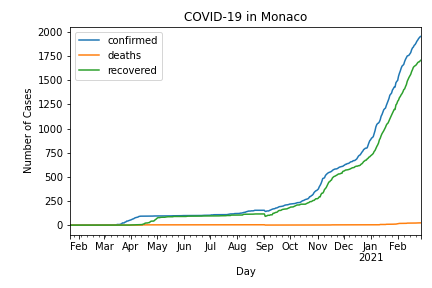 COVID-19 in Monaco
confirmed
deaths
recovered
Number of Cases
2000
1750
1500
1250
1000
750
500
250
0
Feb Mar Apr May Jun Jul Aug Sep Oct Nov Dec Jan Feb
2021
Day